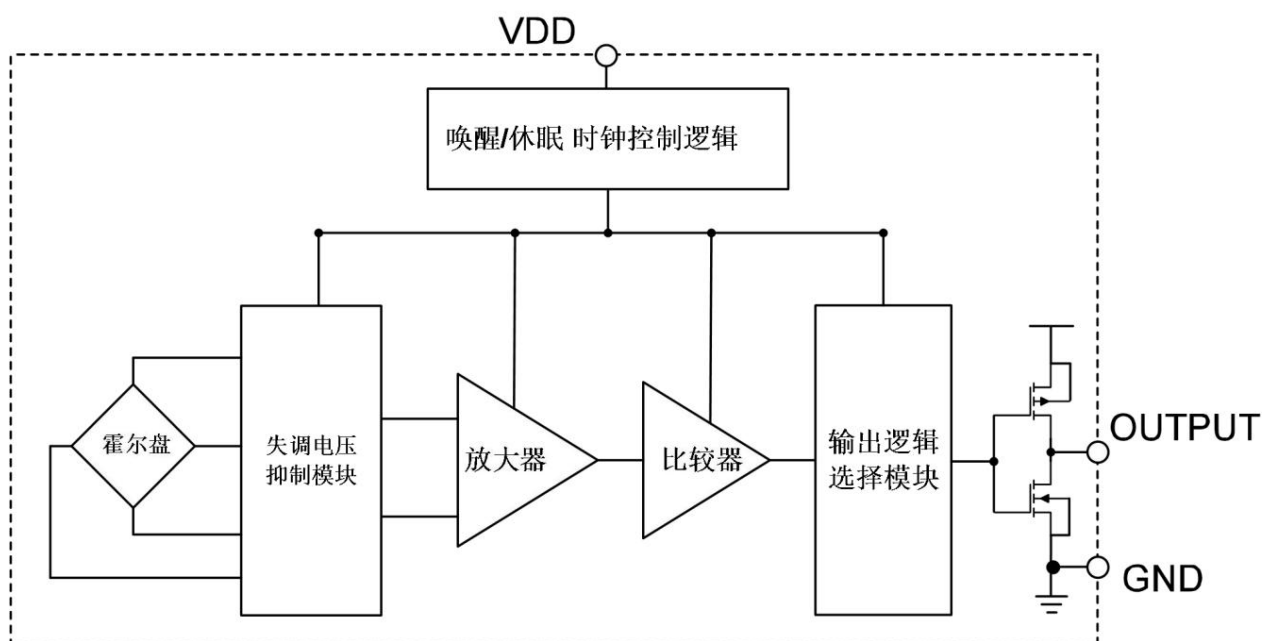 VDD
唤醒/休眠 时钟控制逻辑
霍尔盘
失调电压
抑制模块
放大器
比较器
输出逻辑
选择模块
OUTPUT
GND